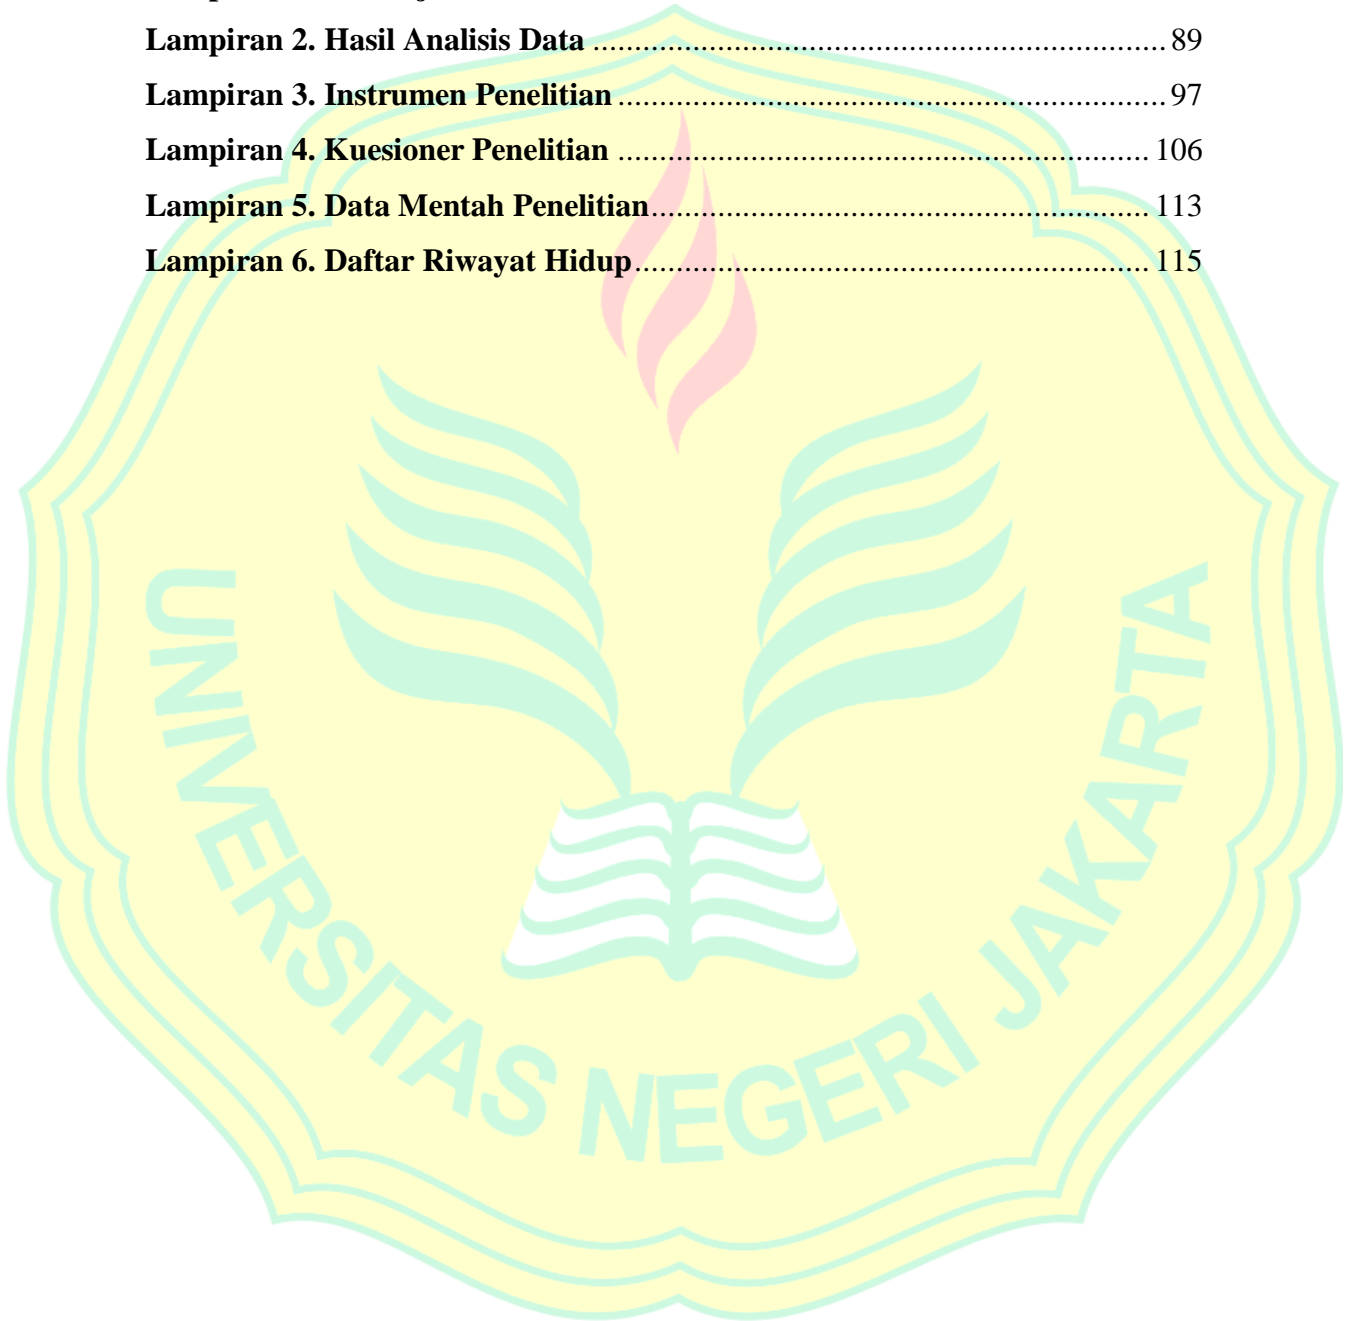 Lampiran 2. Hasil Analisis Data .................................................................... 89
Lampiran 3. Instrumen Penelitian ................................................................. 97
Lampiran 4. Kuesioner Penelitian ............................................................... 106
Lampiran 5. Data Mentah Penelitian........................................................... 113
Lampiran 6. Daftar Riwayat Hidup............................................................. 115
UNIVERSITAS NEGERI JAKARTA